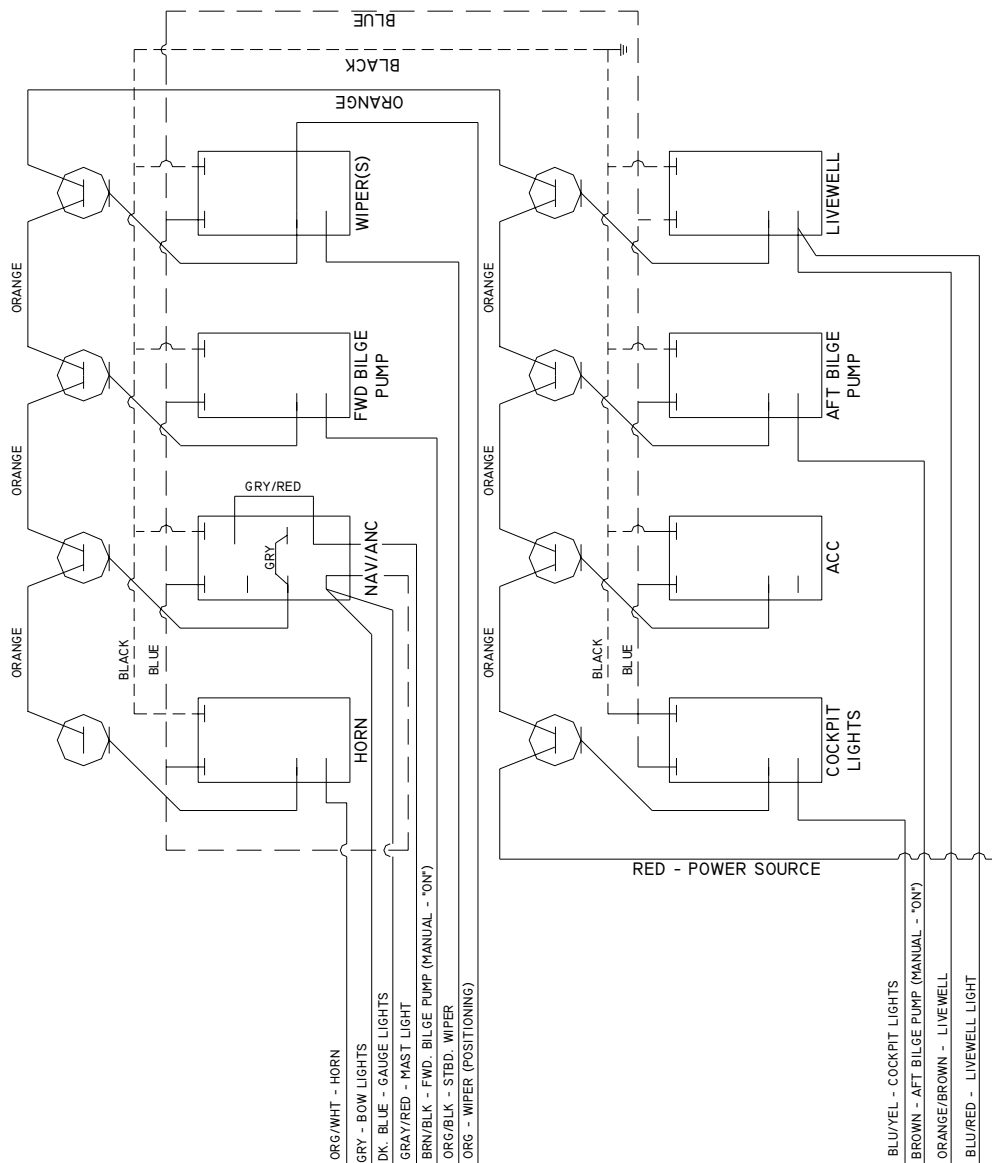 BLUE
BLACK
ORANGE
WIPER(S)
LIVEWELL
ORANGE
ORANGE
FWD BILGE
PUMP
AFT BILGE
PUMP
ORANGE
ORANGE
GRY/RED
GRY
NAV/ANC
ACC
ORANGE
ORANGE
BLACK
BLUE
BLACK
BLUE
HORN
COCKPIT
LIGHTS
RED - POWER SOURCE
ORG/WHT - HORN
GRY - BOW LIGHTS
DK. BLUE - GAUGE LIGHTS
GRAY/RED - MAST LIGHT
BRN/BLK - FWD. BILGE PUMP (MANUAL - "ON")
ORG/BLK - STBD. WIPER
ORG - WIPER (POSITIONING)
BLU/YEL - COCKPIT LIGHTS
BROWN - AFT BILGE PUMP (MANUAL - "ON")
ORANGE/BROWN - LIVEWELL
BLU/RED - LIVEWELL LIGHT